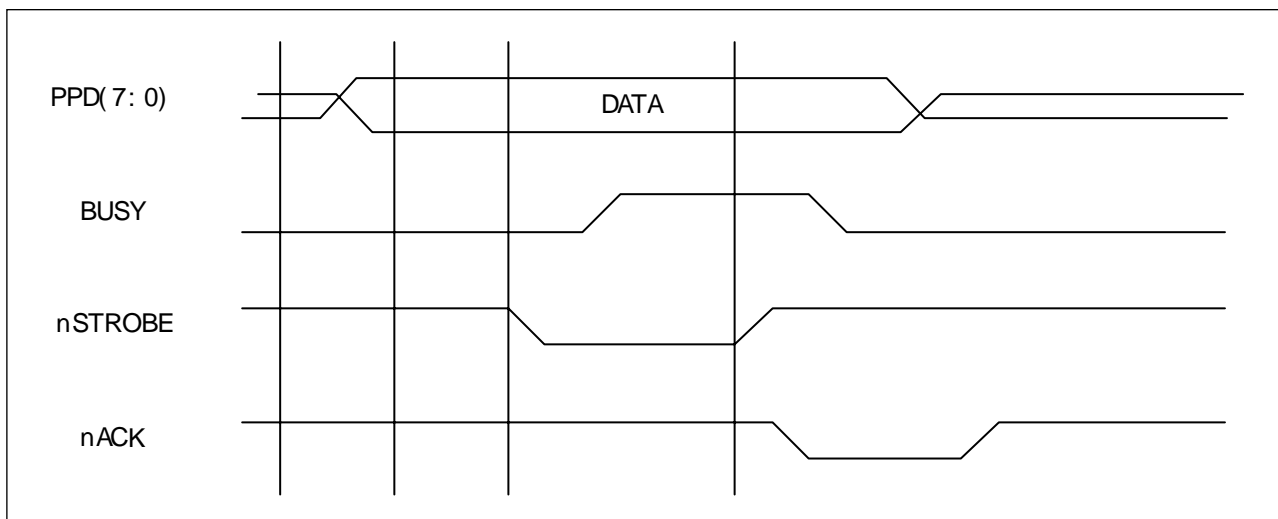 PPD(7:0)
DATA
BUSY
nSTROBE
nACK